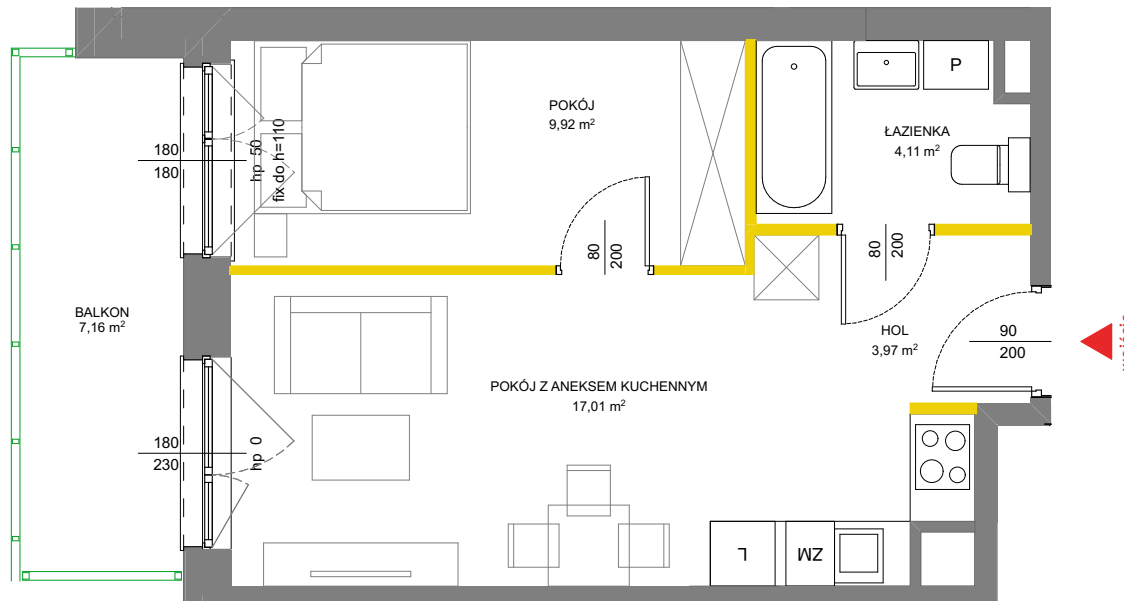 POKÓJ
9,92 m²
P
ŁAZIENKA
4,11 m²
180
180
hp 50
fix do h=110
80
200
80
200
BALKON
7,16 m²
HOL
3,97 m²
90
200
wejście
POKÓJ Z ANEKSEM KUCHENNYM
17,01 m²
180
230
hp 0
L
ZM